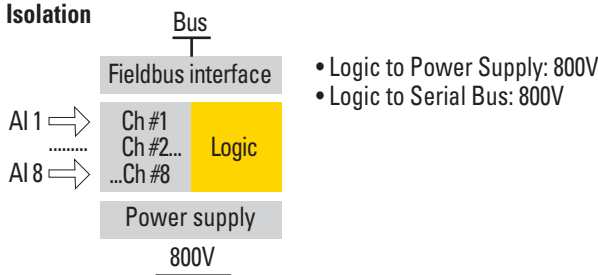 Isolation
Bus
Fieldbus interface
• Logic to Power Supply: 800V
• Logic to Serial Bus: 800V
AI 1
.........
AI 8
Ch #1
Ch #2...
...Ch #8
Logic
Power supply
800V